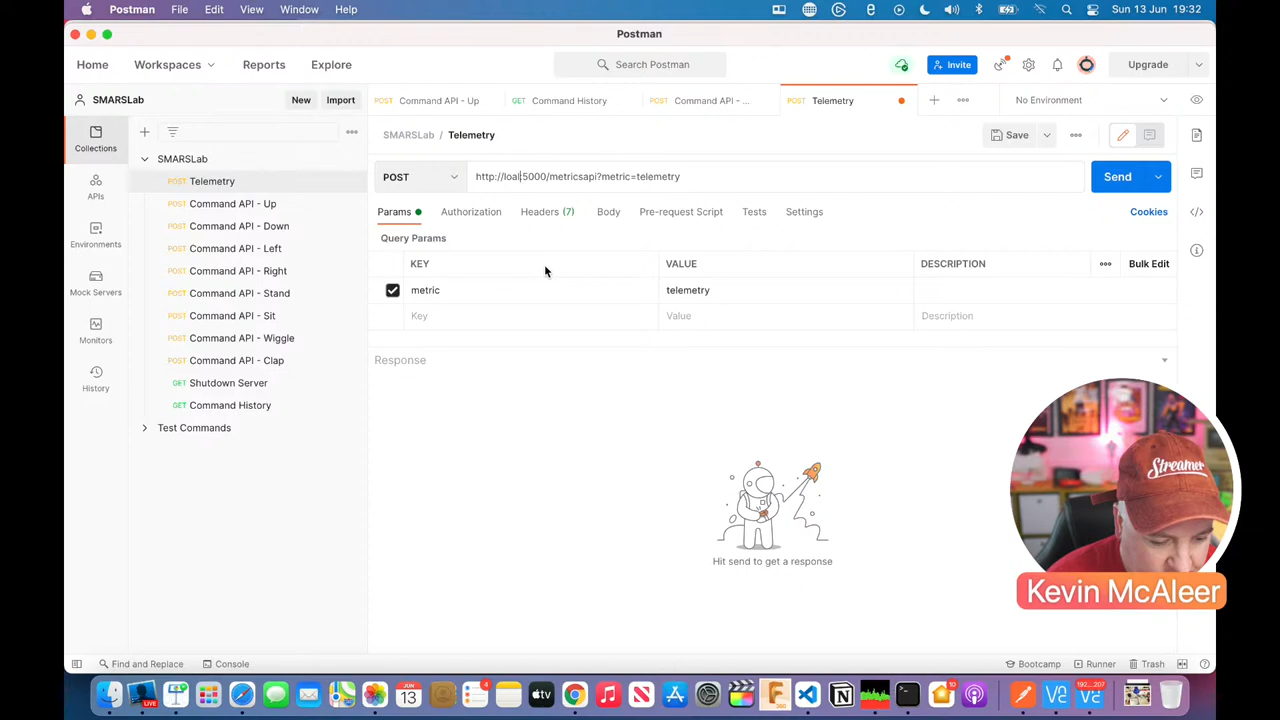 Postman File Edit View Window Help Sun 13 Jun 19:32
Postman
Home Workspaces Reports Explore Search Postman Invite Upgrade
SMARSLab New Import
POST Command API - Up GET Command History POST Command API - ... POST Telemetry No Environment
Collections
APIs
Environments
Mock Servers
Monitors
History
SMARSLab
POST Telemetry
POST Command API - Up
POST Command API - Down
POST Command API - Left
POST Command API - Right
POST Command API - Stand
POST Command API - Sit
POST Command API - Wiggle
POST Command API - Clap
GET Shutdown Server
GET Command History
Test Commands
SMARSLab / Telemetry Save
POST http://loal5000/metricsapi?metric=telemetry Send
Params Authorization Headers (7) Body Pre-request Script Tests Settings Cookies
Query Params
KEY VALUE DESCRIPTION Bulk Edit
metric telemetry
Key Value Description
Response
Hit send to get a response
Streamer
Kevin McAleer
Find and Replace Console Bootcamp Runner Trash